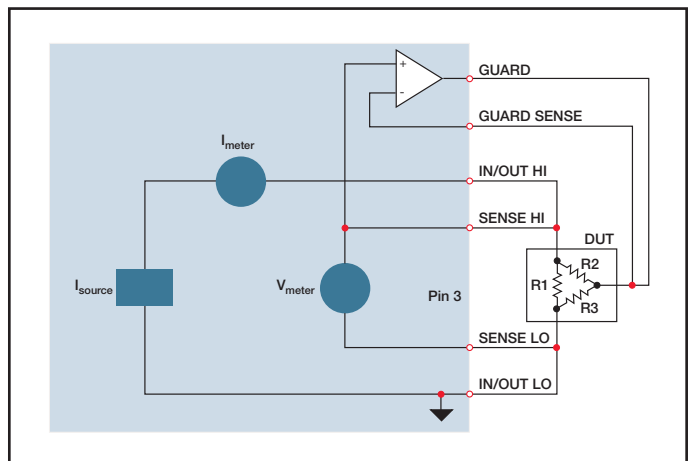 +
GUARD
-
GUARD SENSE
Imeter
IN/OUT HI
SENSE HI
DUT
R2
R1
R3
Isource
Vmeter
Pin 3
SENSE LO
IN/OUT LO